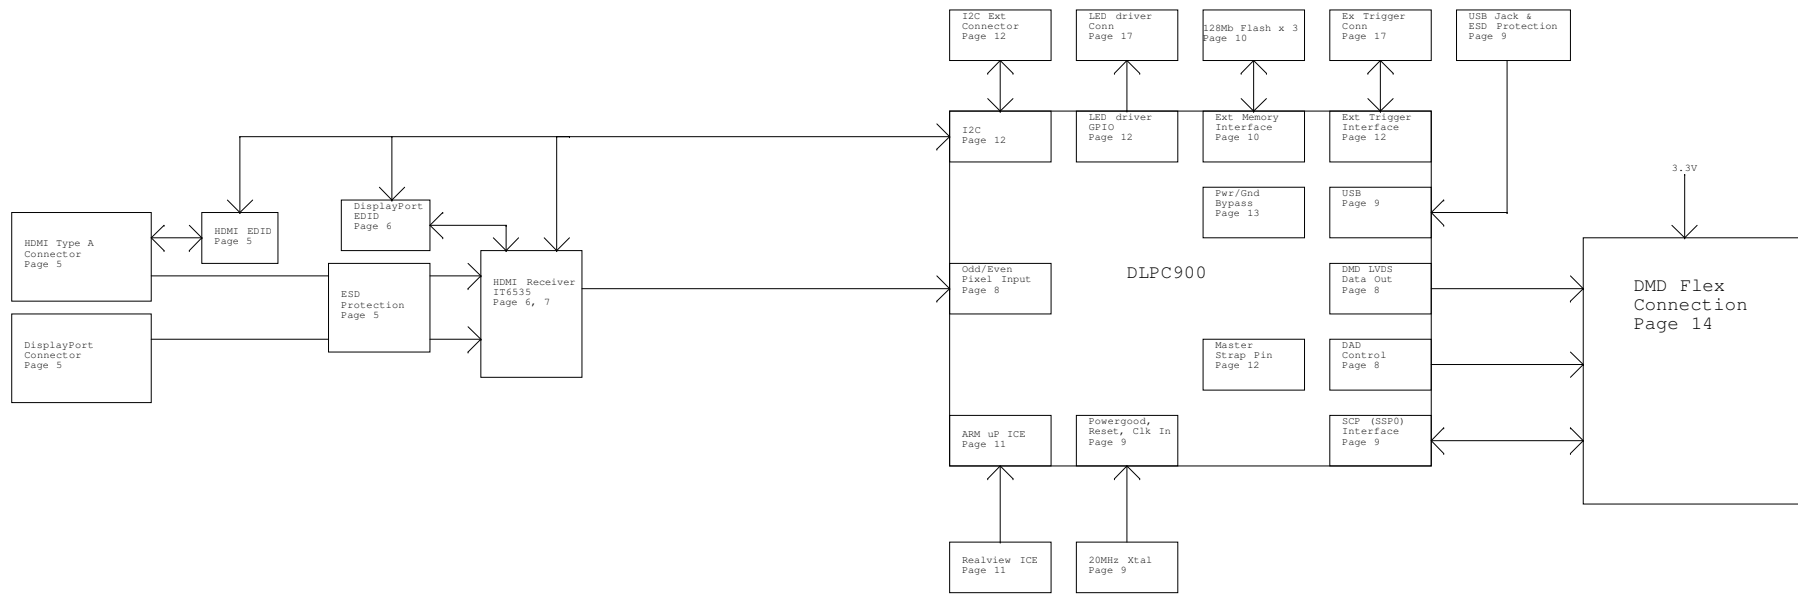 I2C Ext
Connector
Page 12
LED driver
Conn
Page 17
128Mb Flash x 3
Page 10
Ex Trigger
Conn
Page 17
USB Jack &
ESD Protection
Page 9
I2C
Page 12
LED driver
GPIO
Page 12
Ext Memory
Interface
Page 10
Ext Trigger
Interface
Page 12
3.3V
Pwr/Gnd
Bypass
Page 13
USB
Page 9
HDMI Type A
Connector
Page 5
HDMI EDID
Page 5
DisplayPort
EDID
Page 6
HDMI Receiver
IT6535
Page 6, 7
ESD
Protection
Page 5
DisplayPort
Connector
Page 5
Odd/Even
Pixel Input
Page 8
DLPC900
DMD LVDS
Data Out
Page 8
DMD Flex
Connection
Page 14
Master
Strap Pin
Page 12
DAD
Control
Page 8
ARM uP ICE
Page 11
Powergood,
Reset, Clk In
Page 9
SCP (SSP0)
Interface
Page 9
Realview ICE
Page 11
20MHz Xtal
Page 9